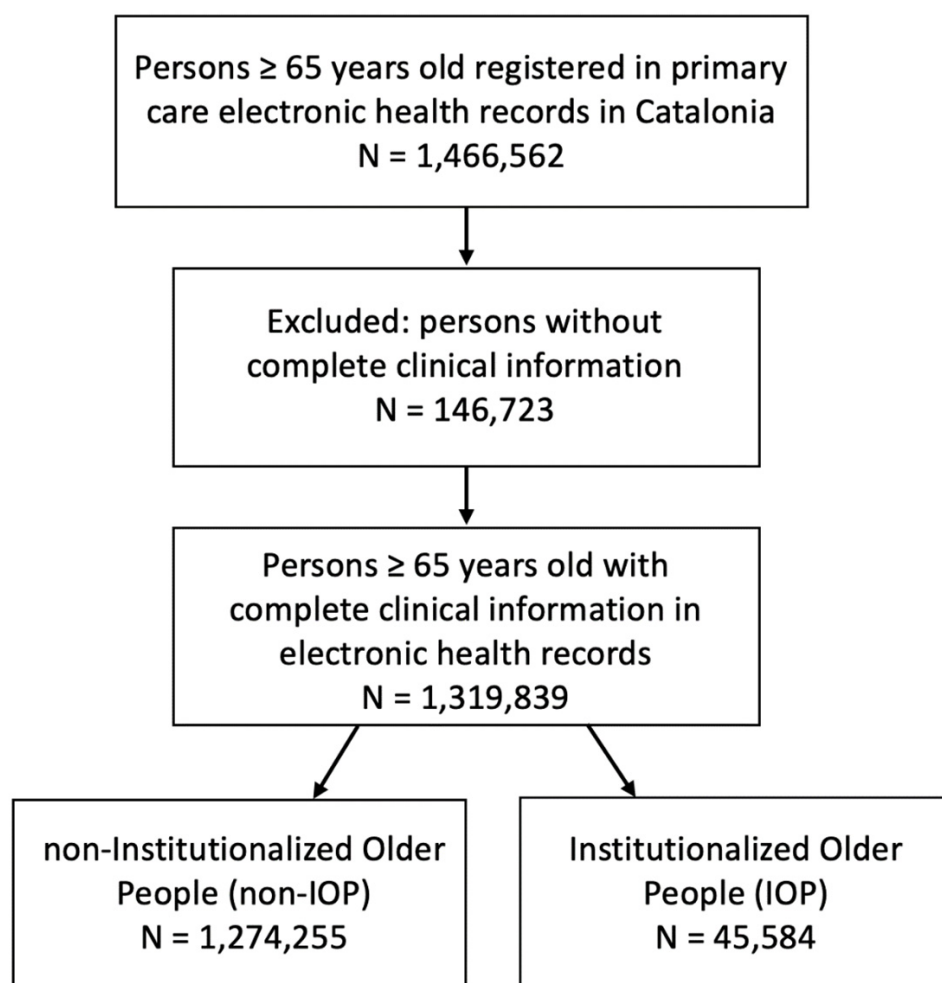 Persons ≥ 65 years old registered in primary
care electronic health records in Catalonia
N = 1,466,562
Excluded: persons without
complete clinical information
N = 146,723
Persons ≥ 65 years old with
complete clinical information in
electronic health records
N = 1,319,839
non-Institutionalized Older
People (non-IOP)
N = 1,274,255
Institutionalized Older
People (IOP)
N = 45,584